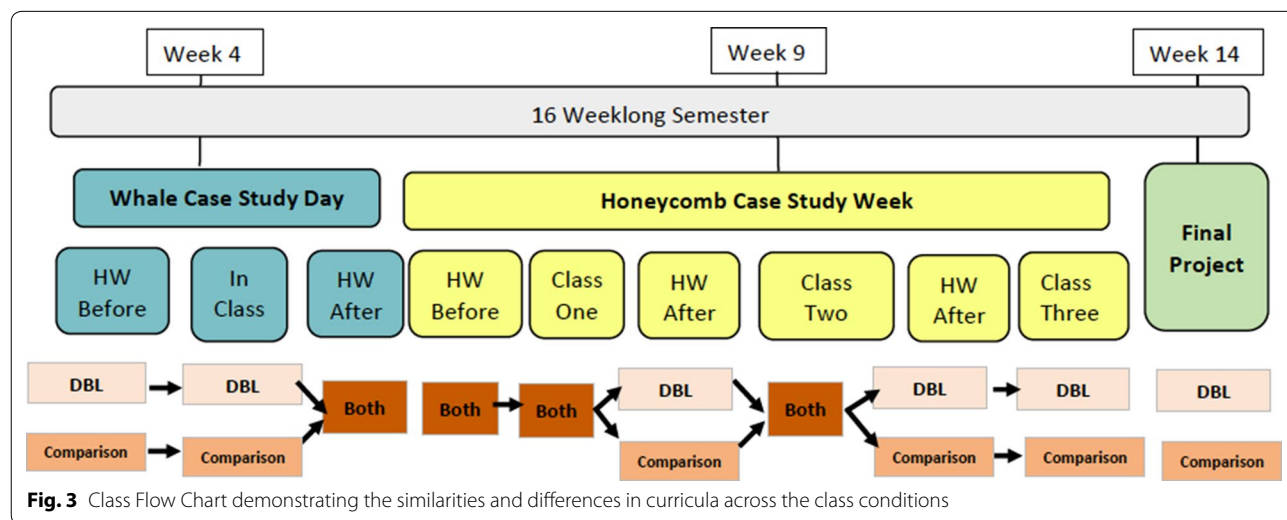 Week 4
Week 9
Week 14
16 Weeklong Semester
Whale Case Study Day
Honeycomb Case Study Week
Final
Project
HW
Before
In
Class
HW
After
HW
Before
Class
One
HW
After
Class
Two
HW
After
Class
Three
DBL
DBL
Both
Both
Both
DBL
Both
DBL
DBL
DBL
Comparison
Comparison
Comparison
Comparison
Comparison
Comparison
Fig. 3 Class Flow Chart demonstrating the similarities and differences in curricula across the class conditions